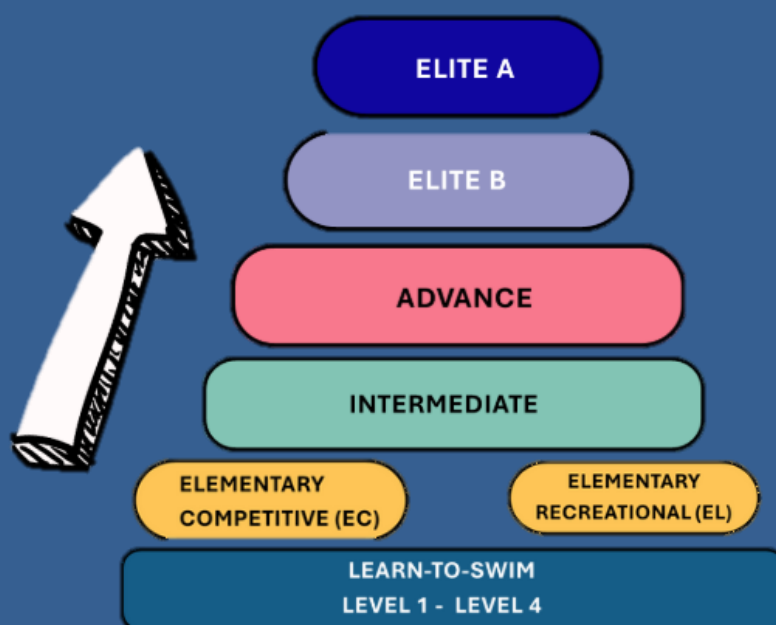 ELITE A
ELITE B
ADVANCE
INTERMEDIATE
ELEMENTARY
COMPETITIVE (EC)
ELEMENTARY
RECREATIONAL (EL)
LEARN-TO-SWIM
LEVEL 1 - LEVEL 4